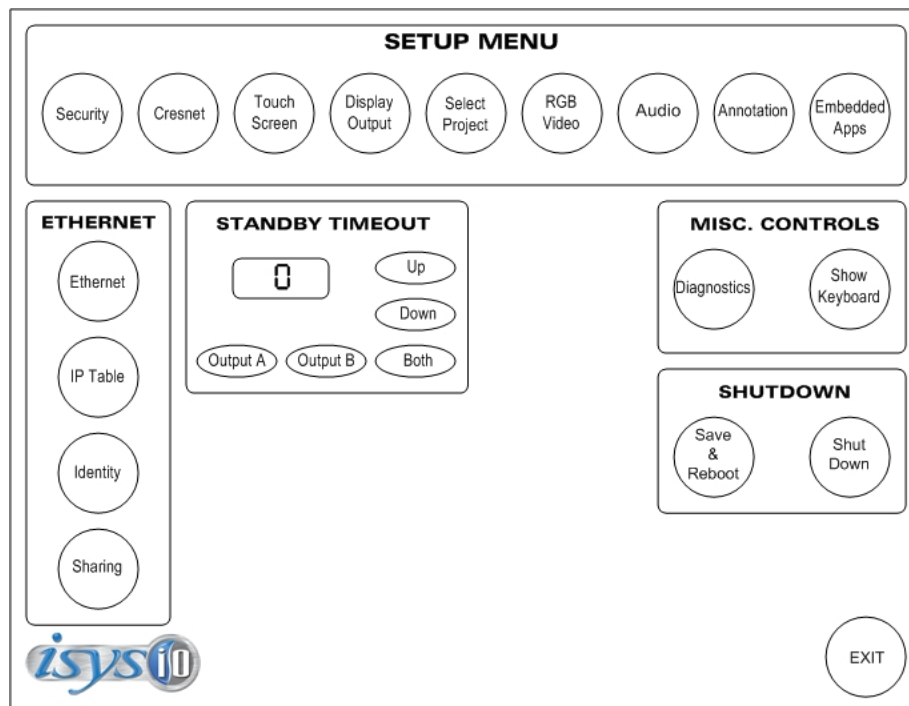 SETUP MENU
Security
Cresnet
Touch
Screen
Display
Output
Select
Project
RGB
Video
Audio
Annotation
Embedded
Apps
ETHERNET
Ethernet
IP Table
Identity
Sharing
STANDBY TIMEOUT
0
Up
Down
Output A
Output B
Both
MISC. CONTROLS
Diagnostics
Show
Keyboard
SHUTDOWN
Save
&
Reboot
Shut
Down
isys i/O
EXIT